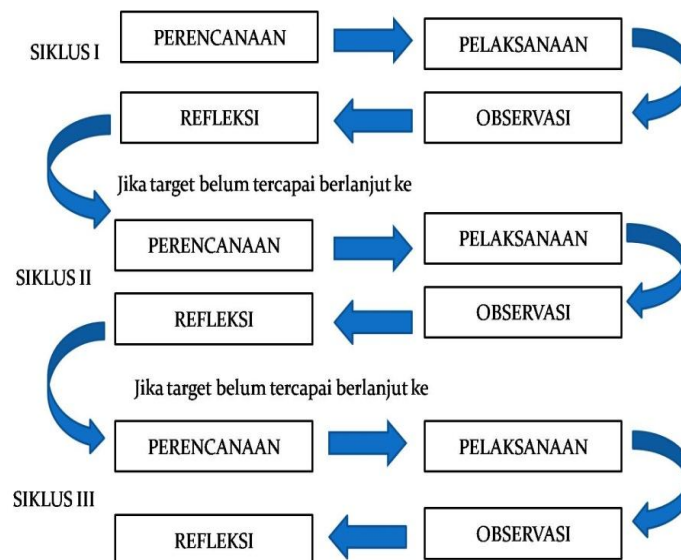 SIKLUS I
PERENCANAAN
PELAKSANAAN
REFLEKSI
OBSERVASI
Jika target belum tercapai berlanjut ke
SIKLUS II
PERENCANAAN
PELAKSANAAN
REFLEKSI
OBSERVASI
Jika target belum tercapai berlanjut ke
SIKLUS III
PERENCANAAN
PELAKSANAAN
REFLEKSI
OBSERVASI